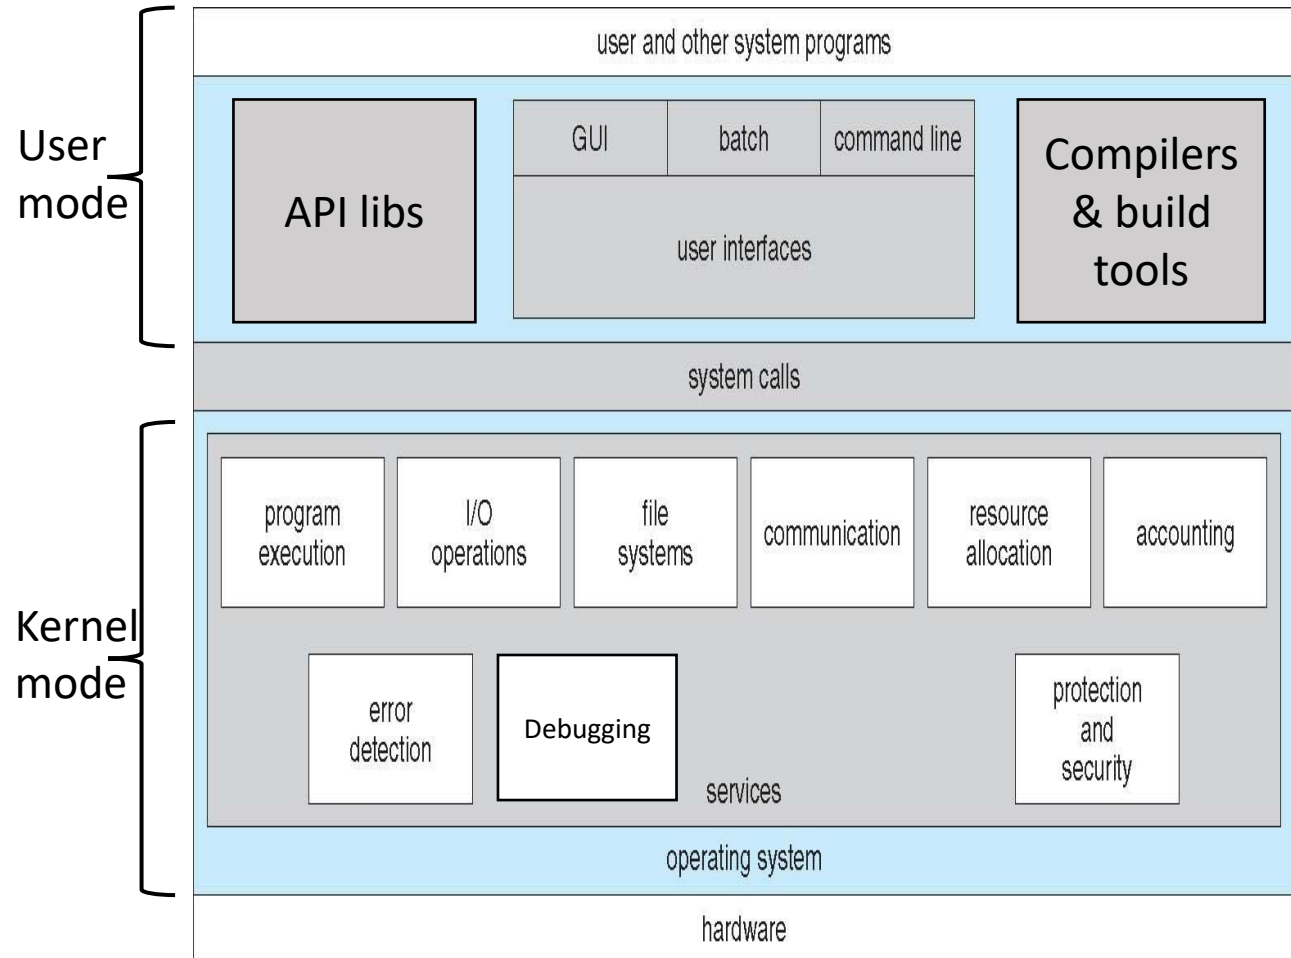 user and other system programs
User
mode
GUI
batch
command line
API libs
user interfaces
Compilers
& build
tools
system calls
Kernel
mode
program
execution
I/O
operations
file
systems
communication
resource
allocation
accounting
error
detection
Debugging
protection
and
security
services
operating system
hardware